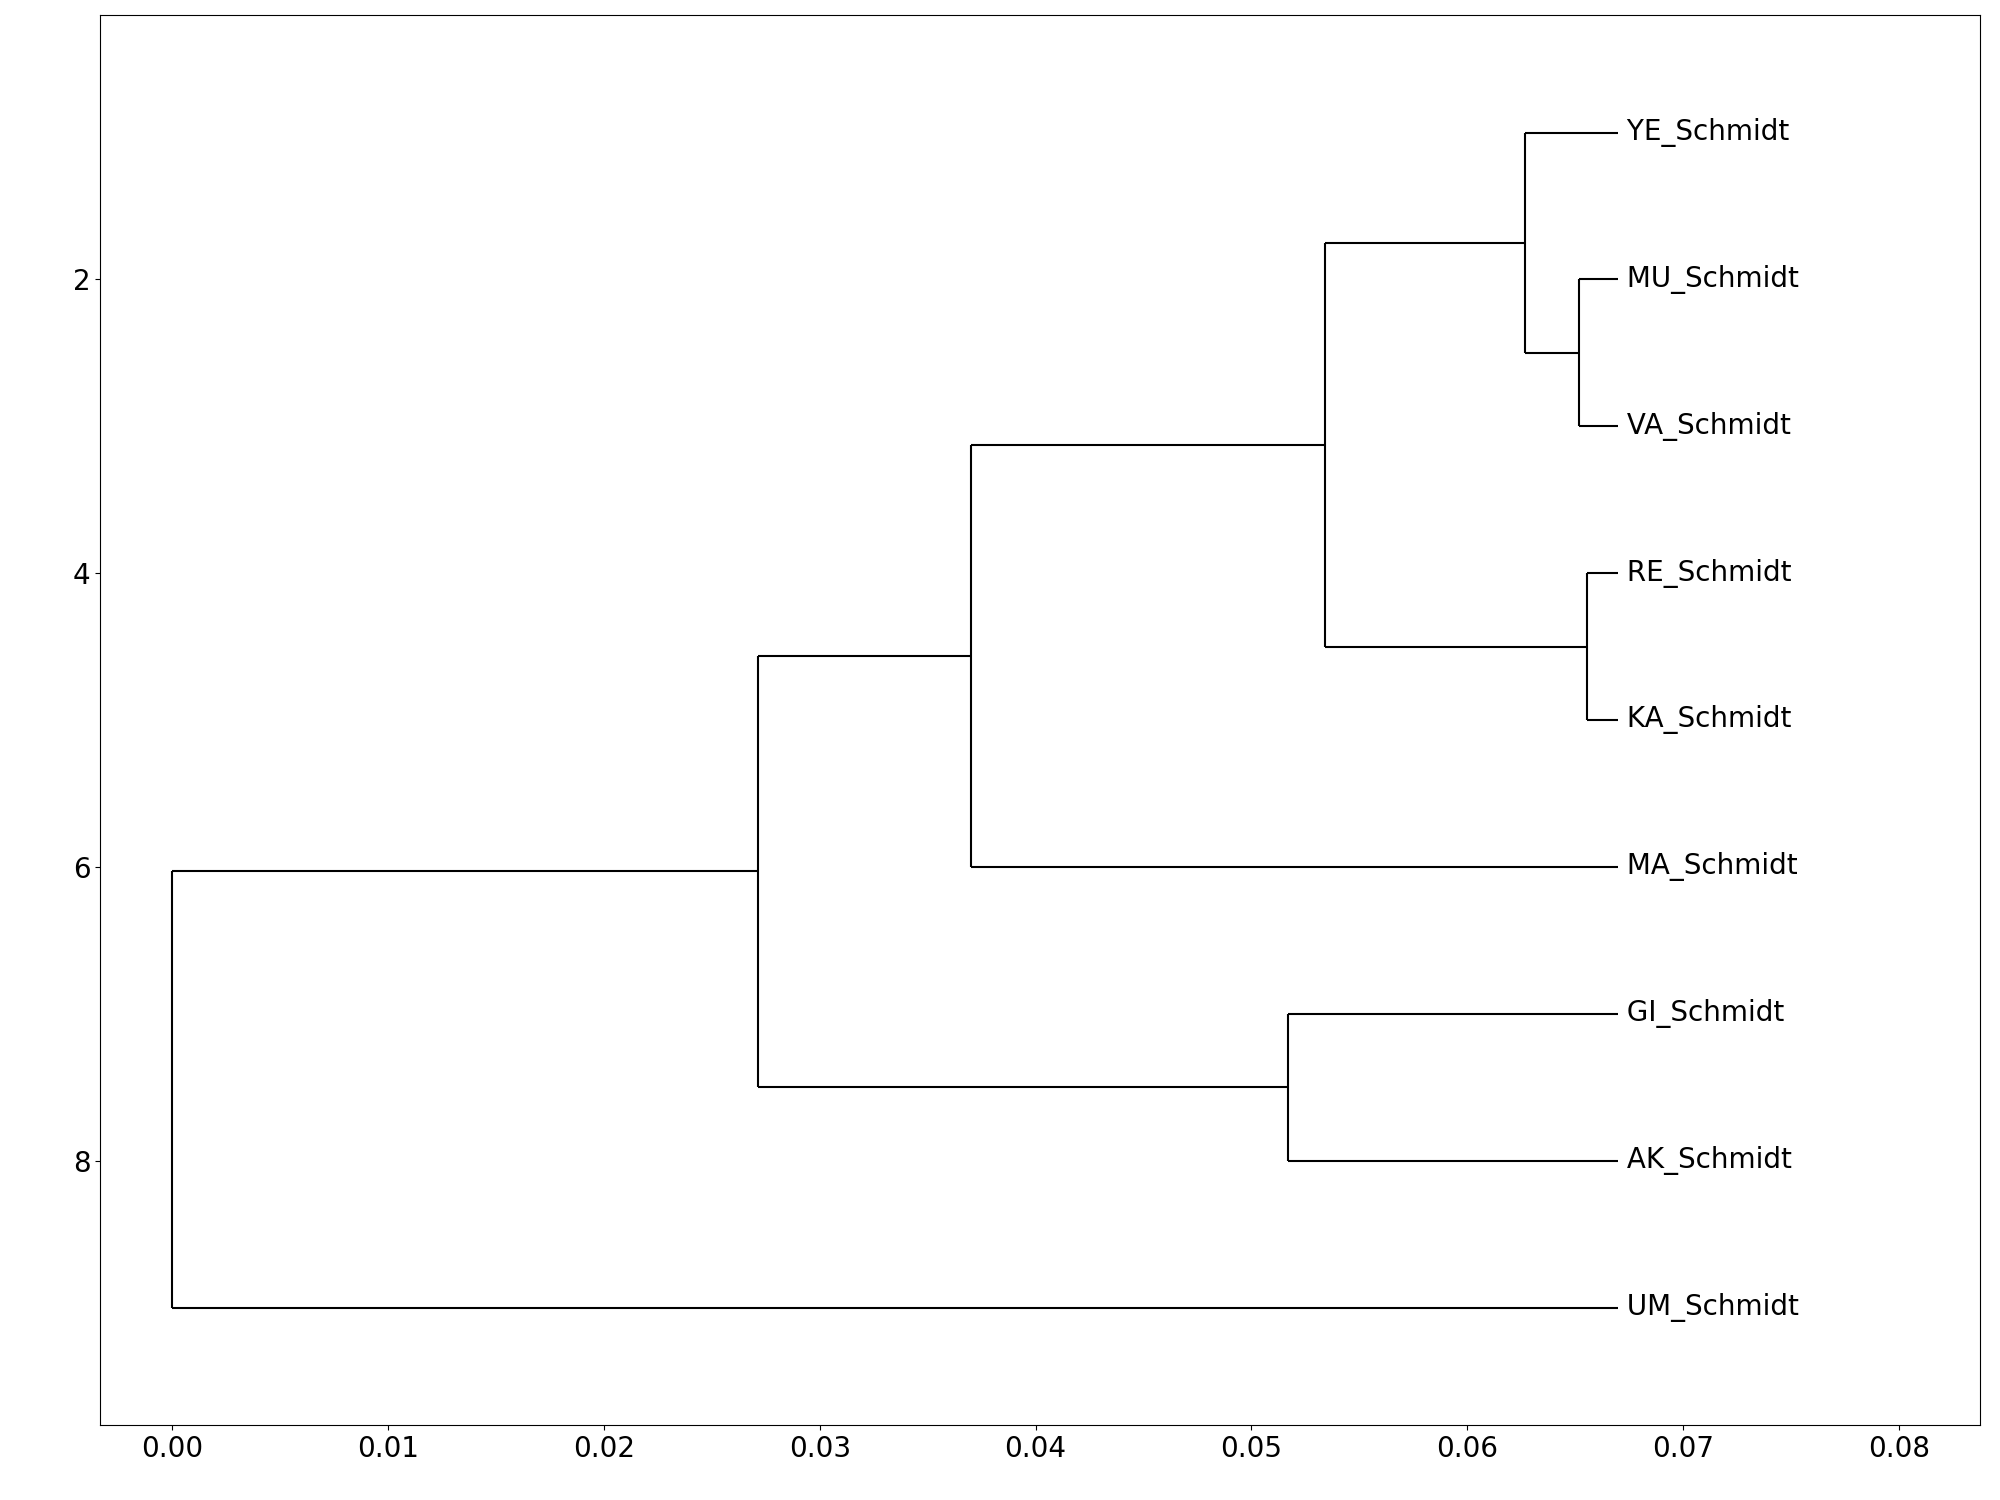 YE_Schmidt
2
MU_Schmidt
VA_Schmidt
4
RE_Schmidt
KA_Schmidt
6
MA_Schmidt
GI_Schmidt
8
AK_Schmidt
UM_Schmidt
0.00 0.01 0.02 0.03 0.04 0.05 0.06 0.07 0.08